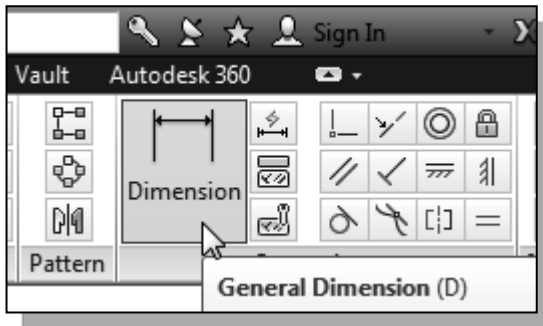 Sign In
Vault Autodesk 360
Dimension
Pattern
General Dimension (D)